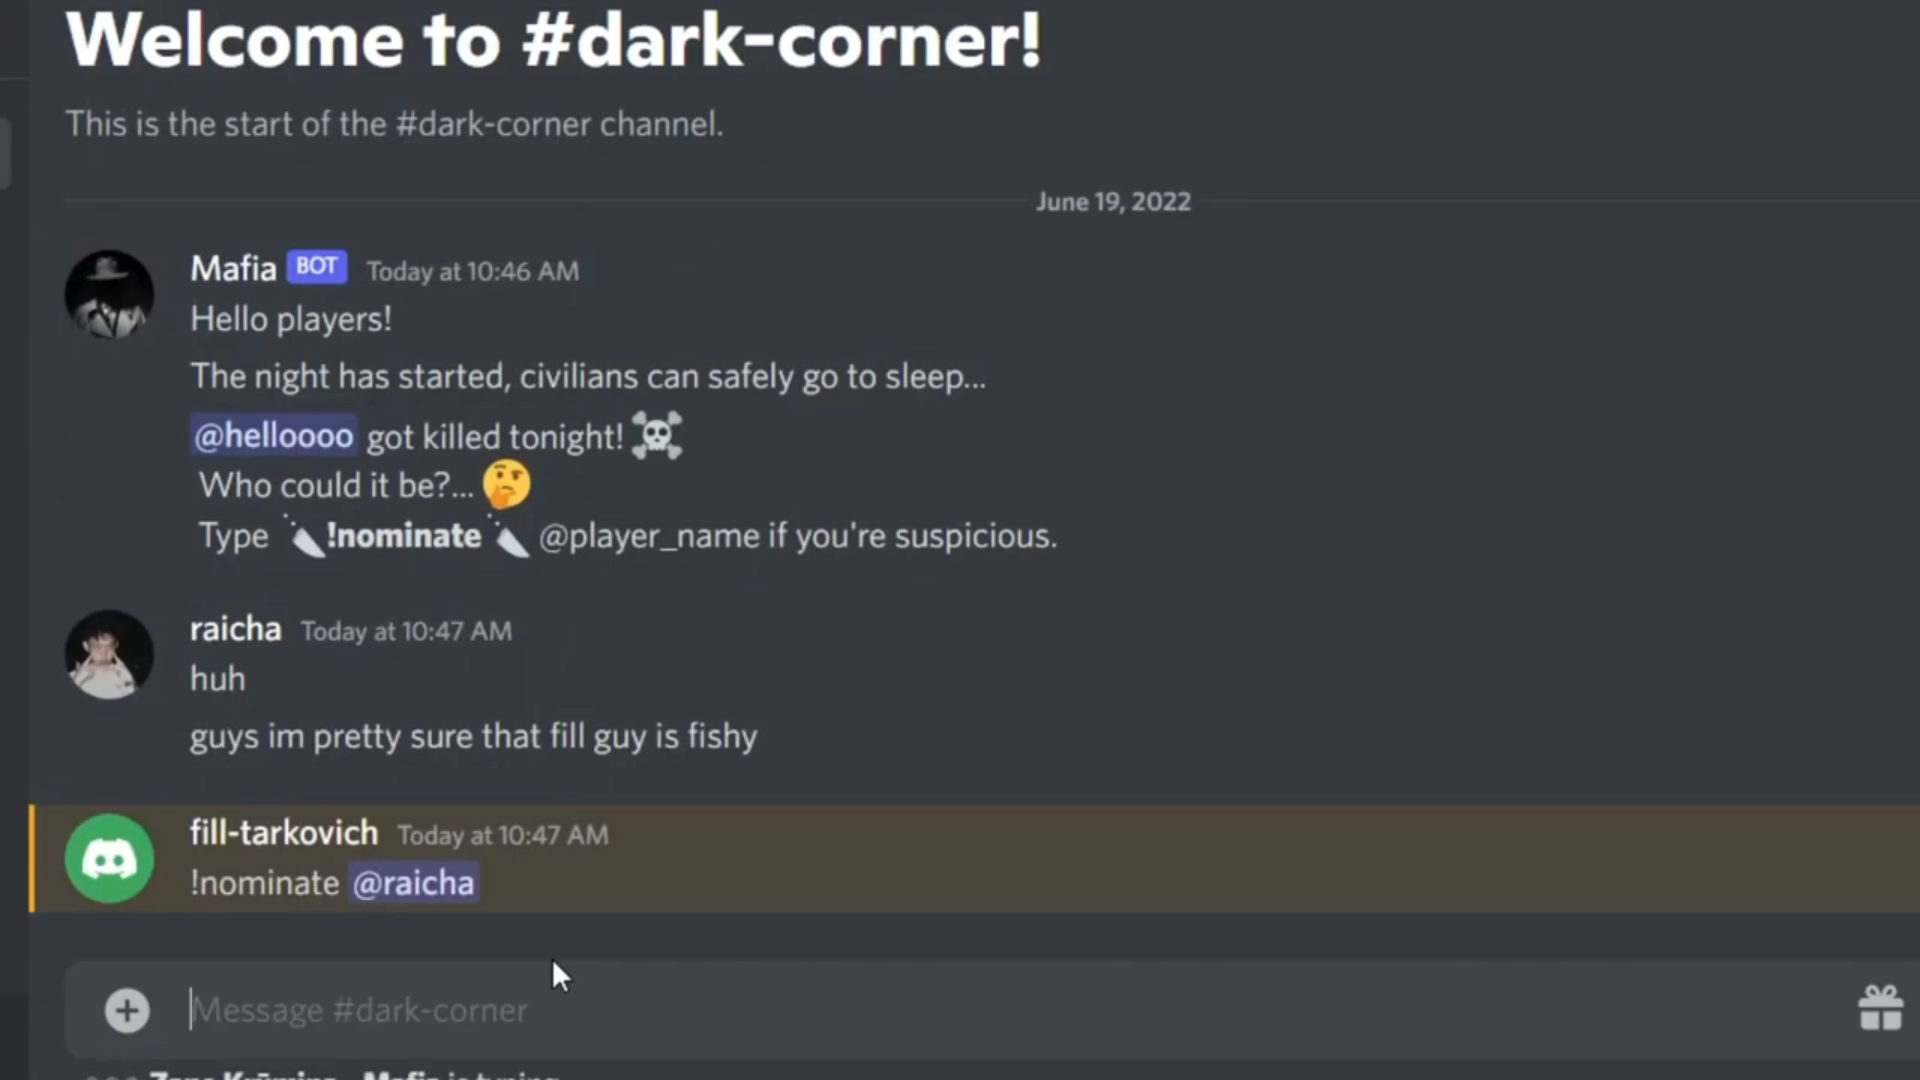 Welcome to #dark-corner!
This is the start of the #dark-corner channel.
June 19, 2022
Mafia BOT Today at 10:46 AM
Hello players!
The night has started, civilians can safely go to sleep...
@helloooo got killed tonight!
Who could it be?...
Type !nominate @player_name if you're suspicious.
raicha Today at 10:47 AM
huh
guys im pretty sure that fill guy is fishy
fill-tarkovich Today at 10:47 AM
!nominate @raicha
Message #dark-corner
Mafia is typing